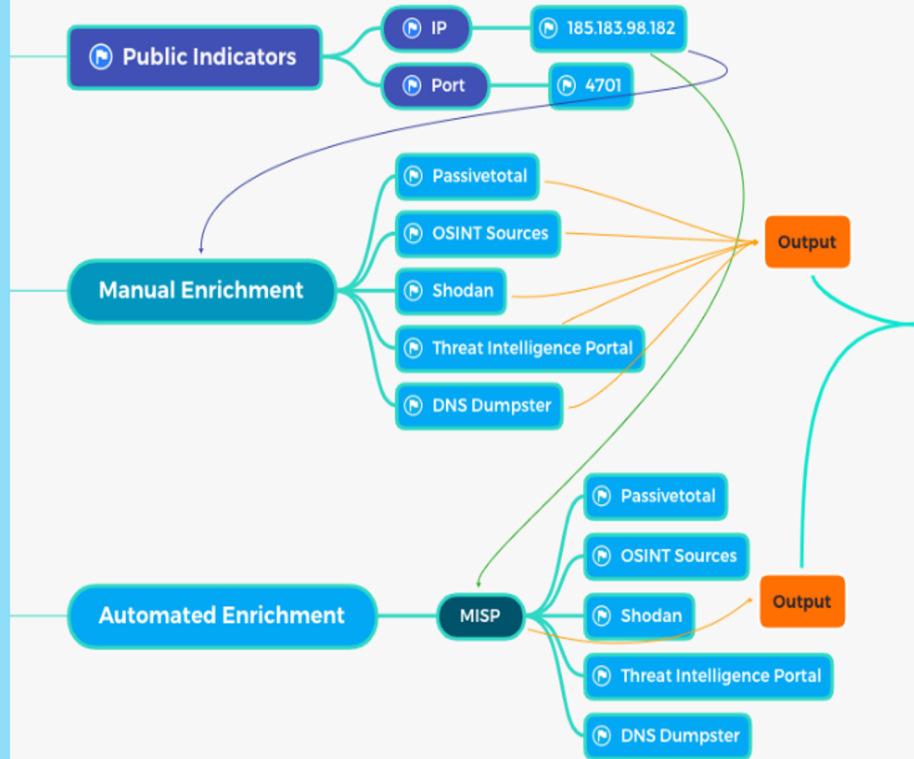 IP
185.183.98.182
Public Indicators
Port
4701
Passivetotal
OSINT Sources
Output
Manual Enrichment
Shodan
Threat Intelligence Portal
DNS Dumpster
Passivetotal
OSINT Sources
Output
Automated Enrichment
MISP
Shodan
Threat Intelligence Portal
DNS Dumpster